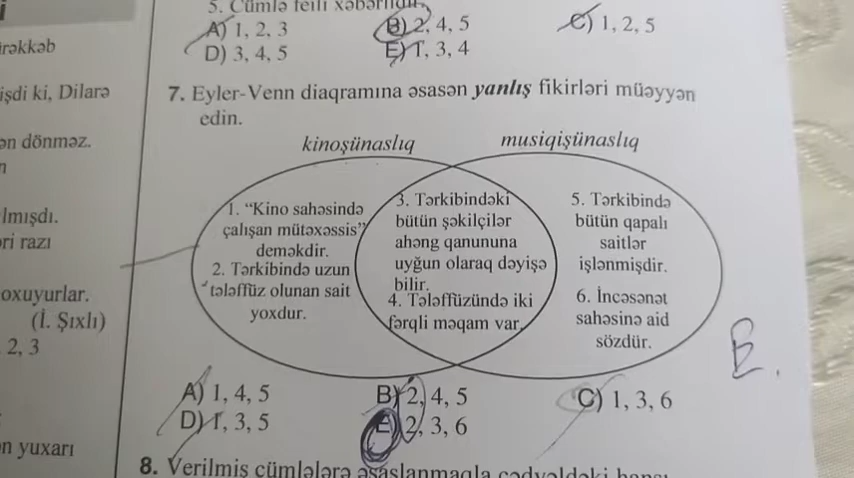 5. Cümlə feili xəbərin
A) 1, 2, 3
B) 2, 4, 5
C) 1, 2, 5
D) 3, 4, 5
E) 1, 3, 4
rəkkəb
işdi ki, Dilarə
ən dönməz.
lmışdı.
ri razı
oxuyurlar.
(İ. Şıxlı)
2, 3
n yuxarı
7. Eyler-Venn diaqramına əsasən yanlış fikirləri müəyyən
edin.
kinoşünaslıq
musiqişünaslıq
1. “Kino sahəsində
çalışan mütəxəssis”
deməkdir.
2. Tərkibində uzun
tələffüz olunan sait
yoxdur.
3. Tərkibindəki
bütün şəkilçilər
ahəng qanununa
uyğun olaraq dəyişə
bilir.
4. Tələffüzündə iki
fərqli məqam var.
5. Tərkibində
bütün qapalı
saitlər
işlənmişdir.
6. İncəsənət
sahəsinə aid
sözdür.
E.
A) 1, 4, 5
B) 2, 4, 5
C) 1, 3, 6
D) 1, 3, 5
E) 2, 3, 6
8. Verilmiş cümlələrə əsaslanmaqla cədvəldəki